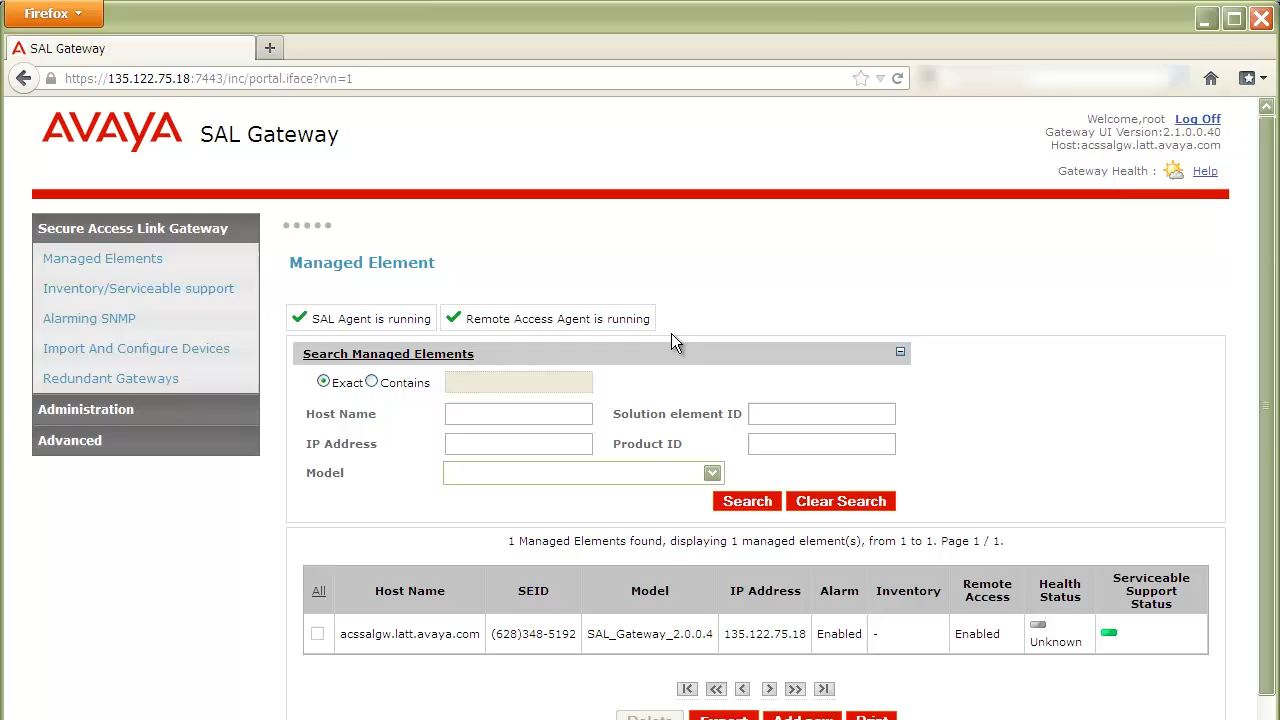 Firefox
SAL Gateway
https://135.122.75.18:7443/inc/portal.iface?rvn=1
AVAYA SAL Gateway
Welcome,root Log Off
Gateway UI Version:2.1.0.0.40
Host:acssalgw.latt.avaya.com
Gateway Health : Help
Secure Access Link Gateway
Managed Elements
Inventory/Serviceable support
Alarming SNMP
Import And Configure Devices
Redundant Gateways
Administration
Advanced
Managed Element
SAL Agent is running Remote Access Agent is running
Search Managed Elements
Exact Contains
Host Name Solution element ID
IP Address Product ID
Model
Search Clear Search
1 Managed Elements found, displaying 1 managed element(s), from 1 to 1. Page 1 / 1.
All Host Name SEID Model IP Address Alarm Inventory Remote Access Health Status Serviceable Support Status
acssalgw.latt.avaya.com (628)348-5192 SAL_Gateway_2.0.0.4 135.122.75.18 Enabled - Enabled Unknown
Delete Export Add new Print